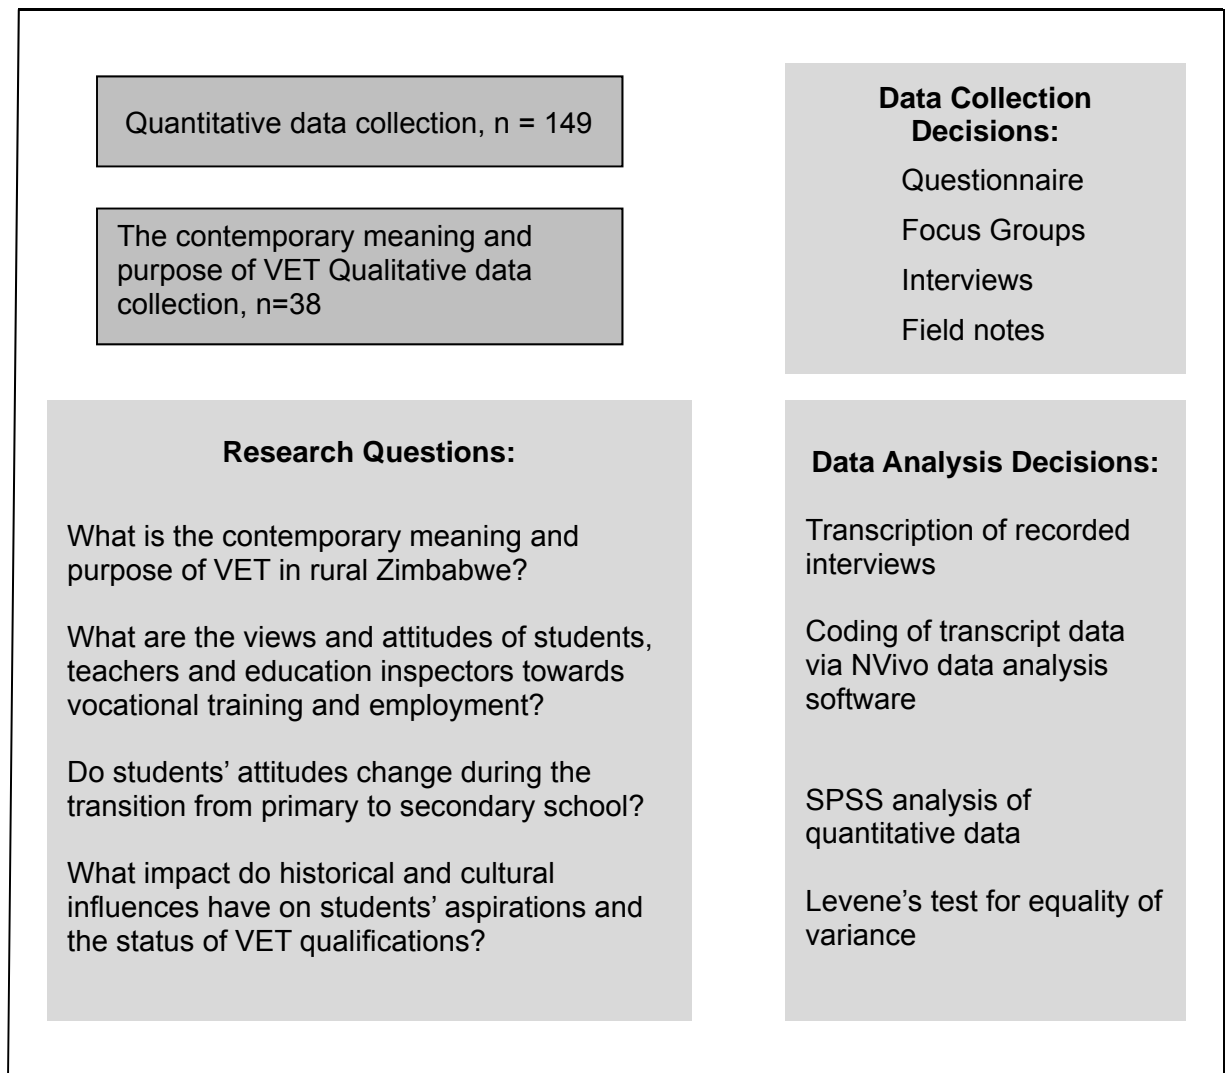 Quantitative data collection, n = 149
The contemporary meaning and
purpose of VET Qualitative data
collection, n=38
Data Collection
Decisions:
Questionnaire
Focus Groups
Interviews
Field notes
Research Questions:
What is the contemporary meaning and
purpose of VET in rural Zimbabwe?
What are the views and attitudes of students,
teachers and education inspectors towards
vocational training and employment?
Do students’ attitudes change during the
transition from primary to secondary school?
What impact do historical and cultural
influences have on students’ aspirations and
the status of VET qualifications?
Data Analysis Decisions:
Transcription of recorded
interviews
Coding of transcript data
via NVivo data analysis
software
SPSS analysis of
quantitative data
Levene’s test for equality of
variance